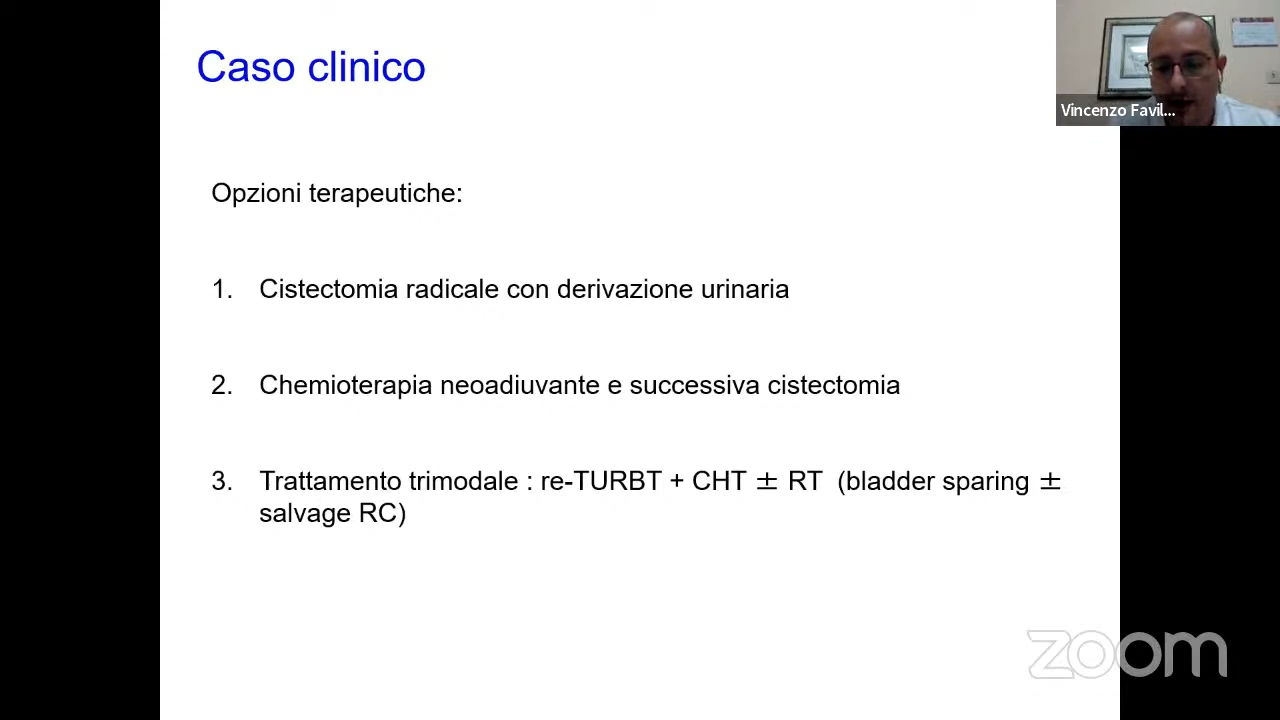 Caso clinico
Vincenzo Favil...
Opzioni terapeutiche:
1. Cistectomia radicale con derivazione urinaria
2. Chemioterapia neoadiuvante e successiva cistectomia
3. Trattamento trimodale : re-TURBT + CHT ± RT (bladder sparing ±
salvage RC)
zoom